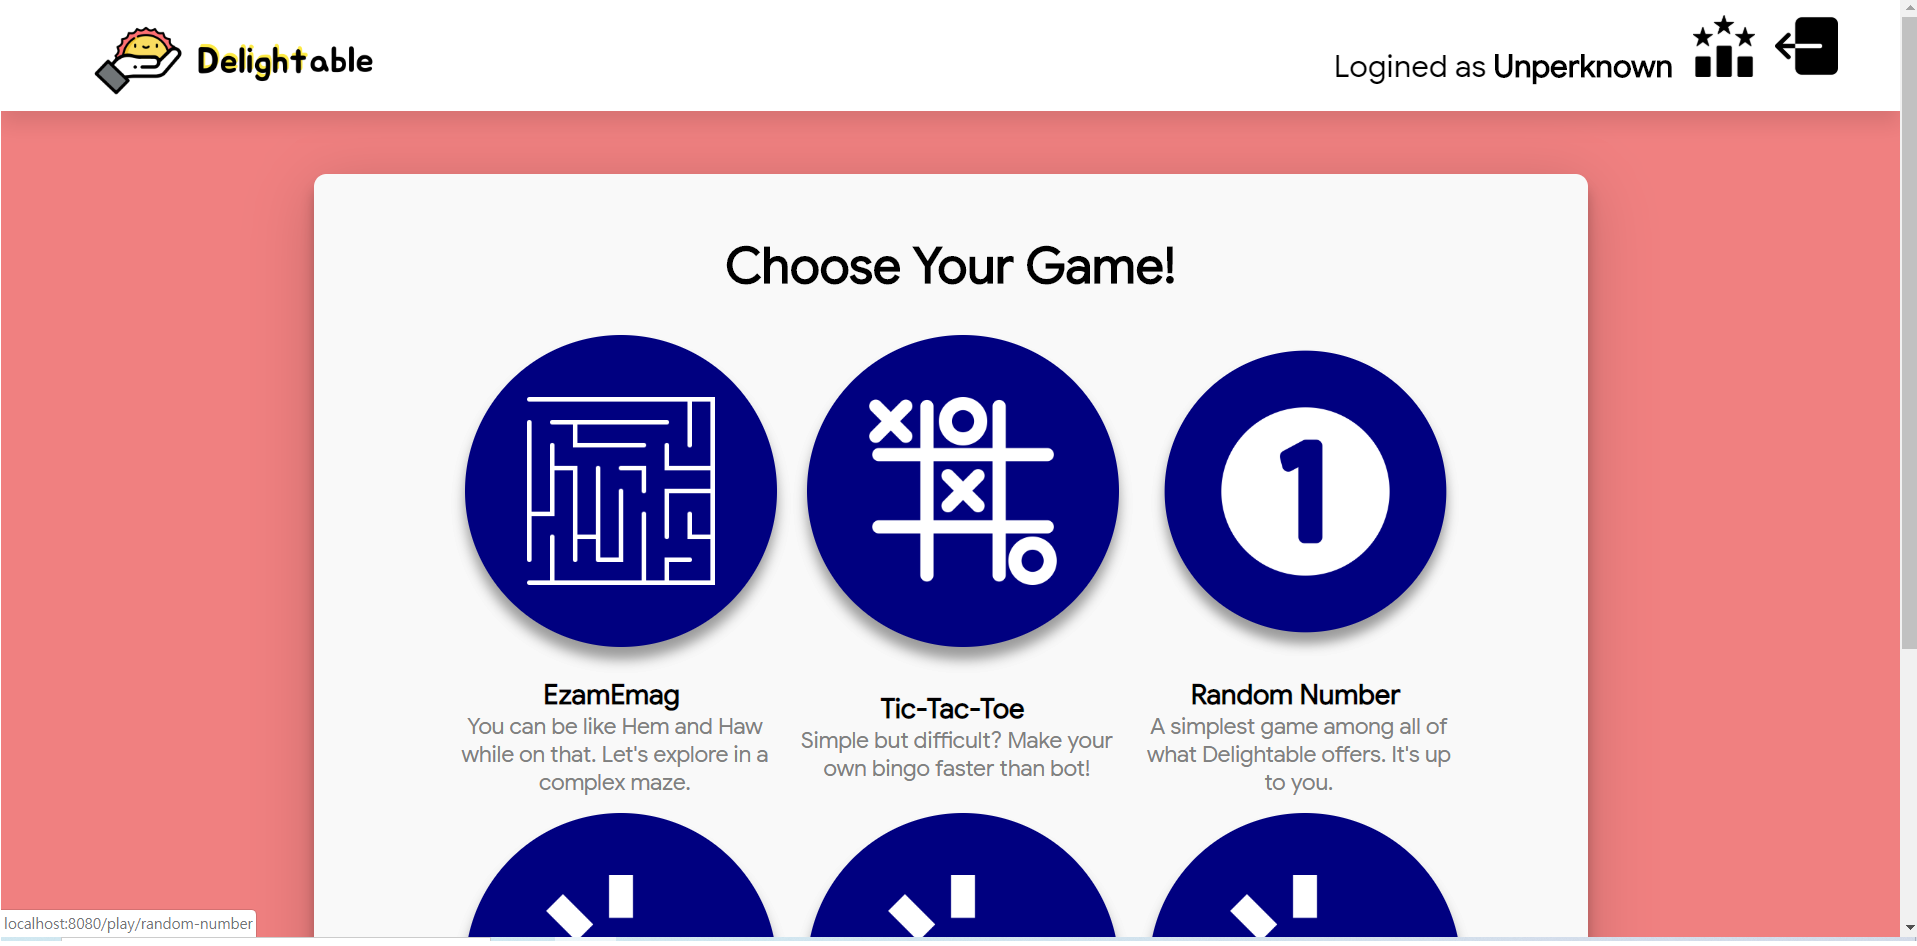 Delightable
Logined as Unperknown
Choose Your Game!
1
EzamEmag
You can be like Hem and Haw
while on that. Let's explore in a
complex maze.
Tic-Tac-Toe
Simple but difficult? Make your
own bingo faster than bot!
Random Number
A simplest game among all of
what Delightable offers. It's up
to you.
localhost:8080/play/random-number